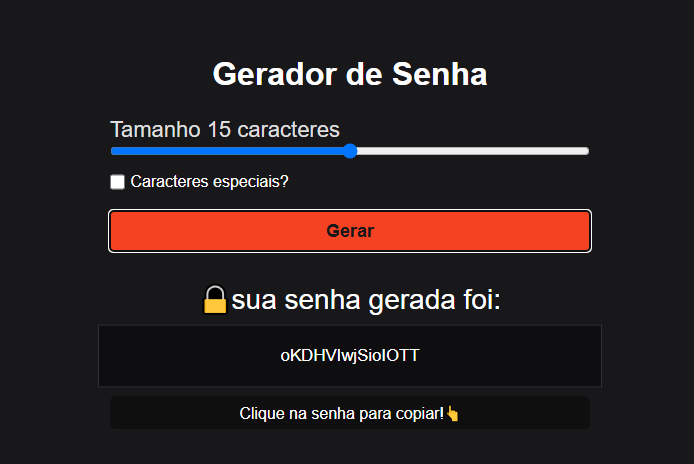 Gerador de Senha
Tamanho 15 caracteres
Caracteres especiais?
Gerar
🔒sua senha gerada foi:
oKDHVIwjSioIOTT
Clique na senha para copiar!👆